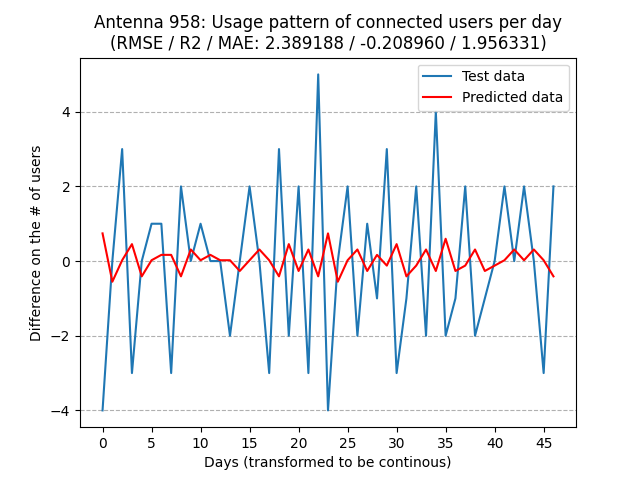 Antenna 958: Usage pattern of connected users per day
(RMSE / R2 / MAE: 2.389188 / -0.208960 / 1.956331)
Test data
Predicted data
4
2
0
−2
−4
Difference on the # of users
0 5 10 15 20 25 30 35 40 45
Days (transformed to be continous)